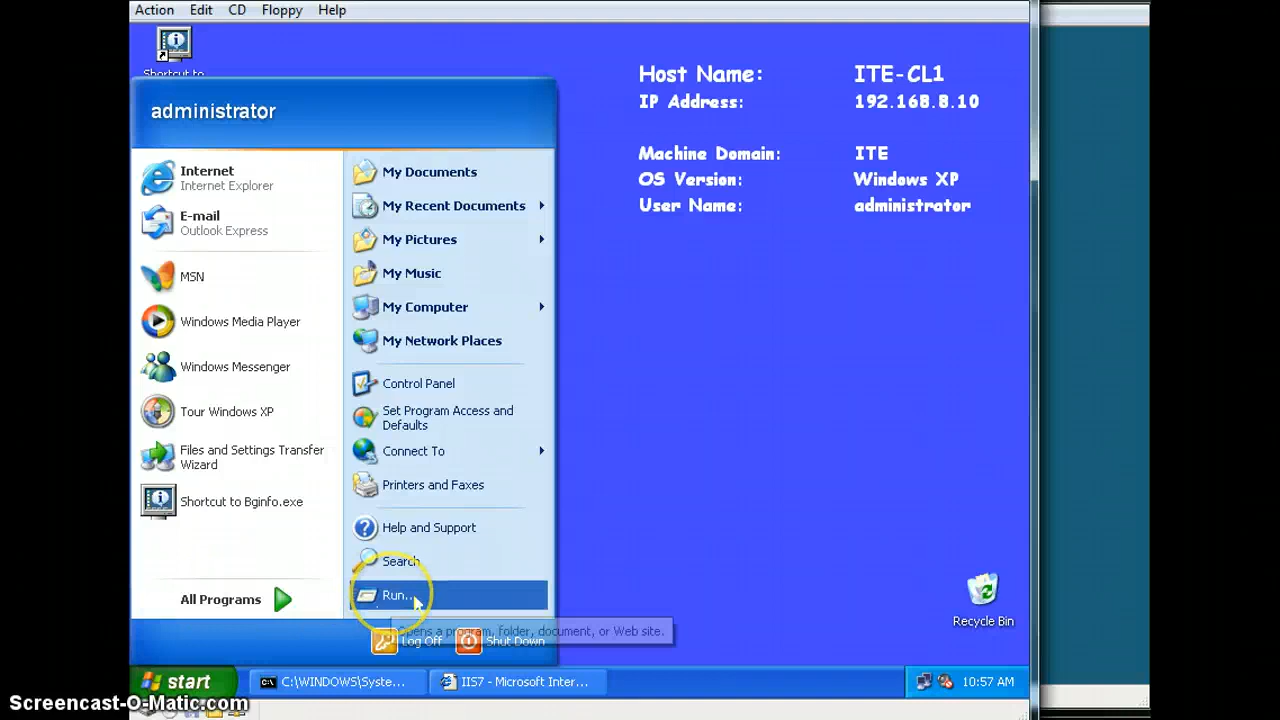 Action Edit CD Floppy Help
Shortcut to
Host Name: ITE-CL1
IP Address: 192.168.8.10
Machine Domain: ITE
OS Version: Windows XP
User Name: administrator
administrator
Internet
Internet Explorer
E-mail
Outlook Express
MSN
Windows Media Player
Windows Messenger
Tour Windows XP
Files and Settings Transfer
Wizard
Shortcut to Bginfo.exe
All Programs
My Documents
My Recent Documents
My Pictures
My Music
My Computer
My Network Places
Control Panel
Set Program Access and
Defaults
Connect To
Printers and Faxes
Help and Support
Search
Run...
Opens a program, folder, document, or Web site.
Log Off Shut Down
Recycle Bin
start C:\WINDOWS\Syste... IIS7 - Microsoft Inter... 10:57 AM
Screencast-O-Matic.com